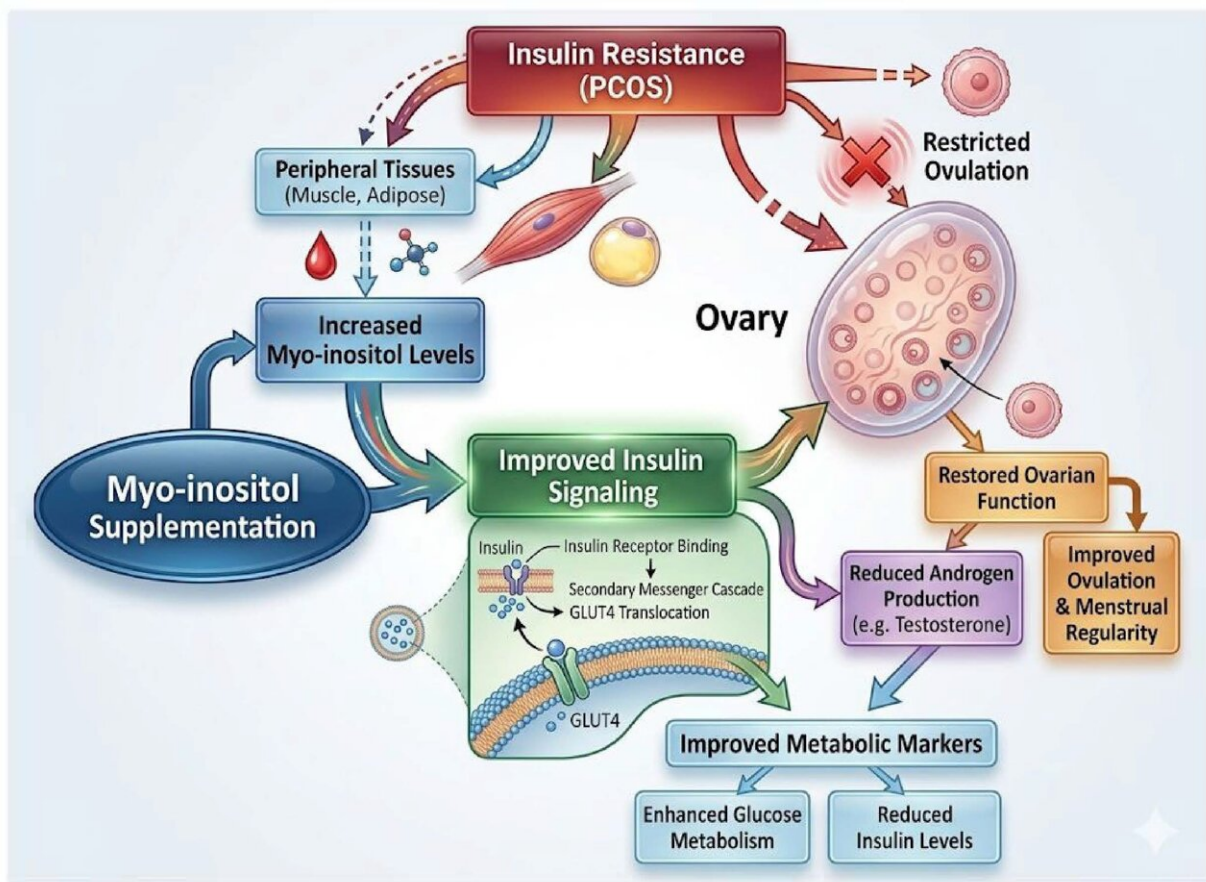 Insulin Resistance
(PCOS)
Restricted
Ovulation
Peripheral Tissues
(Muscle, Adipose)
Increased
Myo-inositol Levels
Ovary
Myo-inositol
Supplementation
Improved Insulin
Signaling
Insulin
Insulin Receptor Binding
Secondary Messenger Cascade
GLUT4 Translocation
GLUT4
Restored Ovarian
Function
Reduced Androgen
Production
(e.g. Testosterone)
Improved
Ovulation
& Menstrual
Regularity
Improved Metabolic Markers
Enhanced Glucose
Metabolism
Reduced
Insulin Levels